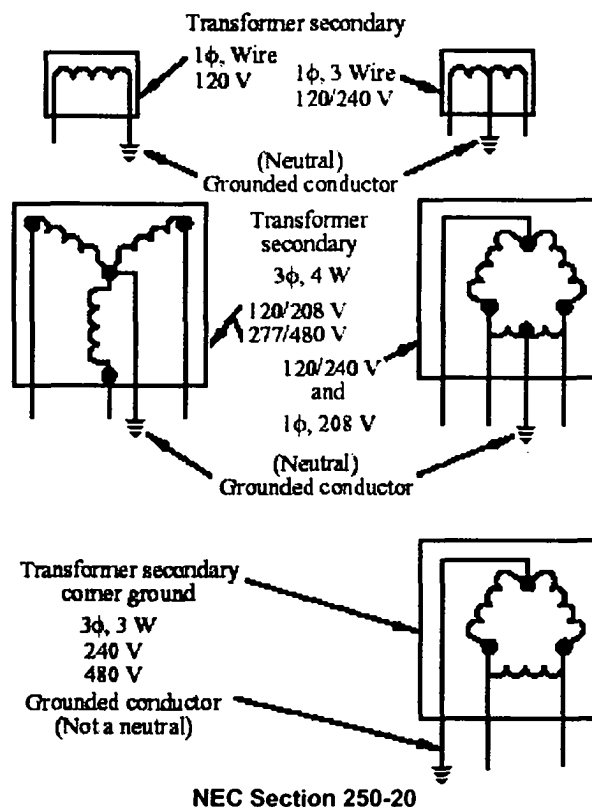 Transformer secondary
1ϕ, Wire
120 V
1ϕ, 3 Wire
120/240 V
(Neutral)
Grounded conductor
Transformer
secondary
3ϕ, 4 W
120/208 V
277/480 V
120/240 V
and
1ϕ, 208 V
(Neutral)
Grounded conductor
Transformer secondary
corner ground
3ϕ, 3 W
240 V
480 V
Grounded conductor
(Not a neutral)
NEC Section 250-20